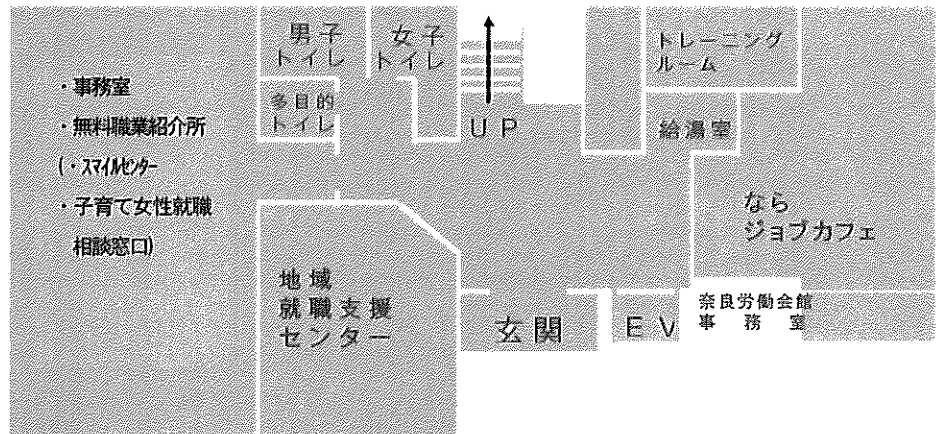 ・事務室
・無料職業紹介所
(・スマイルセンター
・子育て女性就職
相談窓口)
男子
トイレ
女子
トイレ
多目的
トイレ
UP
トレーニング
ルーム
給湯室
なら
ジョブカフェ
地域
就職支援
センター
玄関
EV
奈良労働会館
事務室